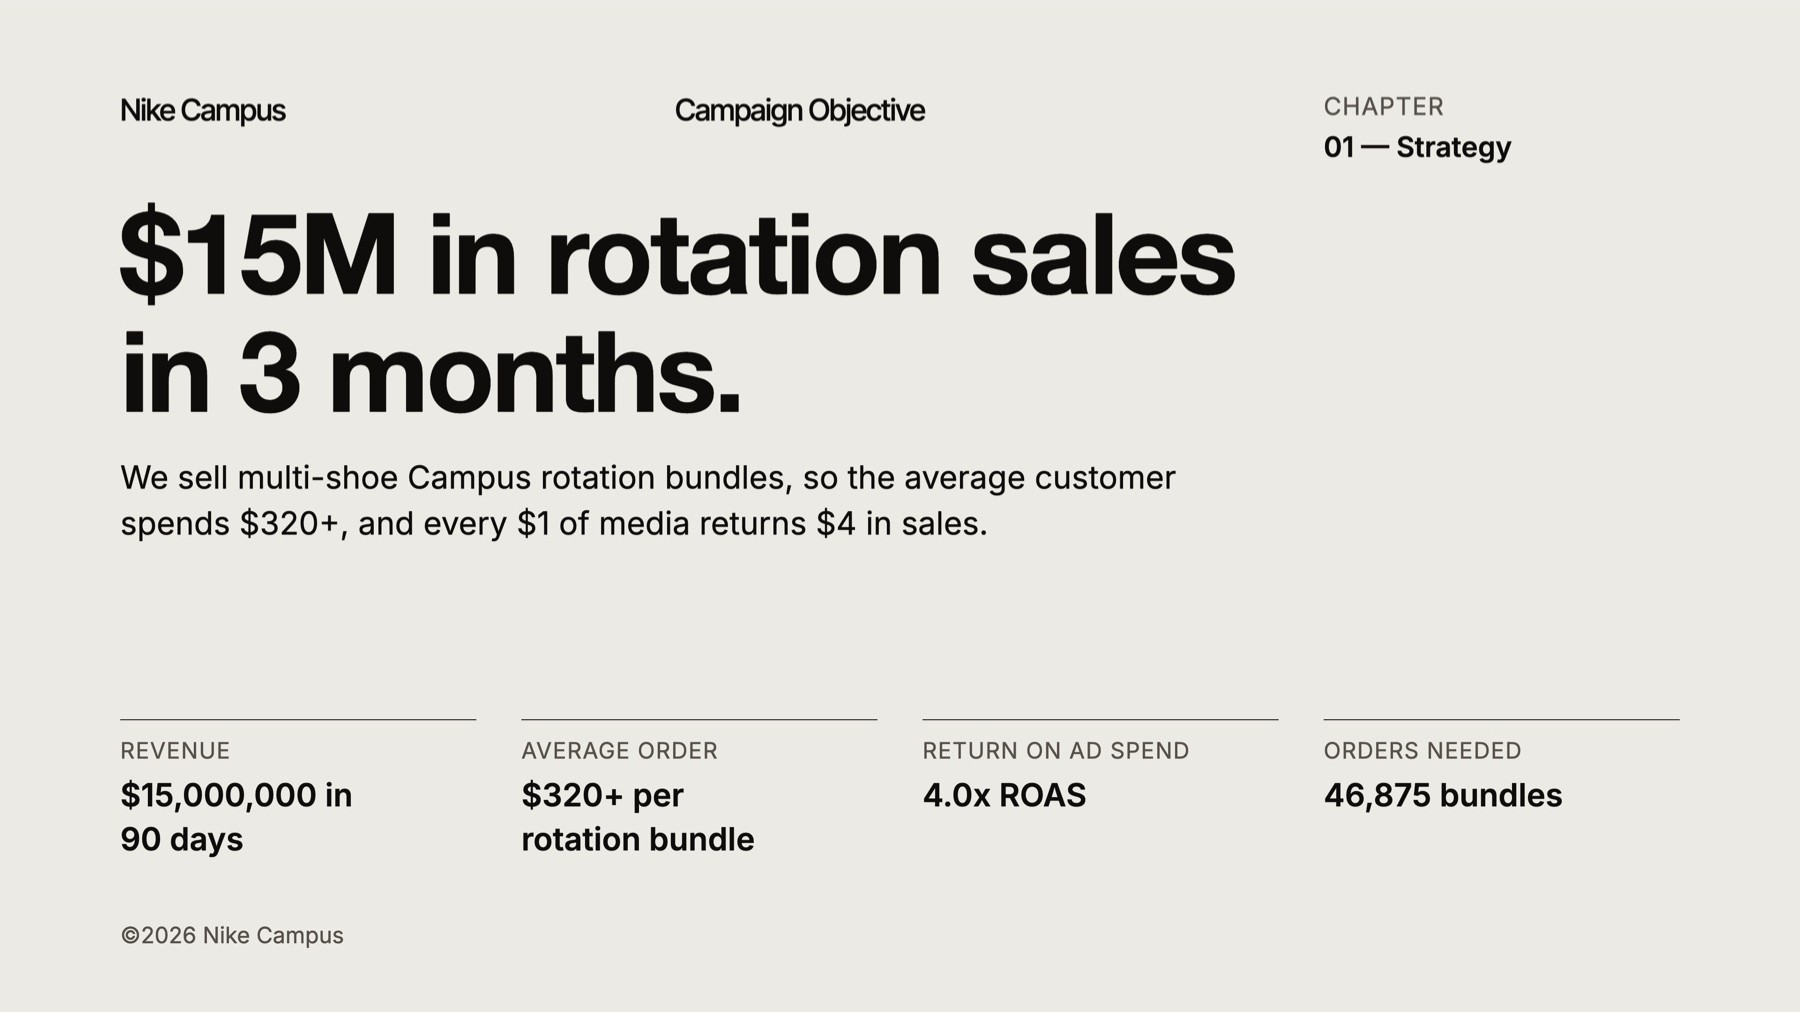 Nike Campus
Campaign Objective
CHAPTER
01 — Strategy
$15M in rotation sales
in 3 months.
We sell multi-shoe Campus rotation bundles, so the average customer
spends $320+, and every $1 of media returns $4 in sales.
REVENUE
$15,000,000 in
90 days
AVERAGE ORDER
$320+ per
rotation bundle
RETURN ON AD SPEND
4.0x ROAS
ORDERS NEEDED
46,875 bundles
©2026 Nike Campus